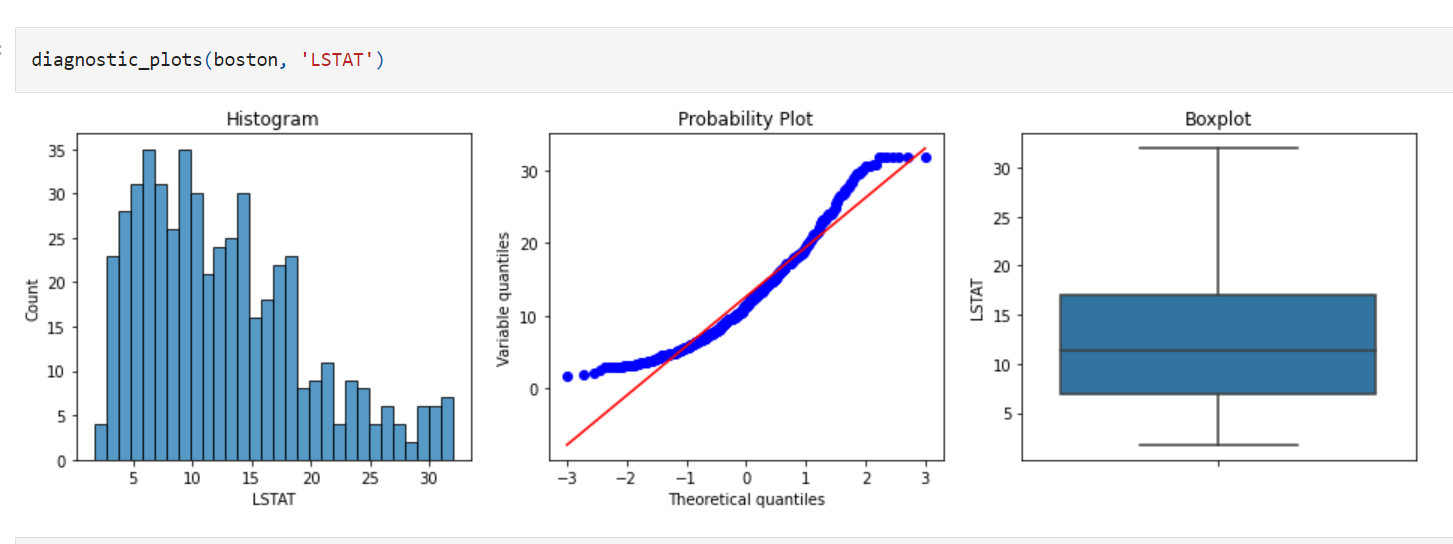 diagnostic_plots(boston, 'LSTAT')
Histogram
35
30
25
20
15
10
5
0
Count
5 10 15 20 25 30
LSTAT
Probability Plot
30
20
10
0
Variable quantiles
−3 −2 −1 0 1 2 3
Theoretical quantiles
Boxplot
30
25
20
15
10
5
LSTAT